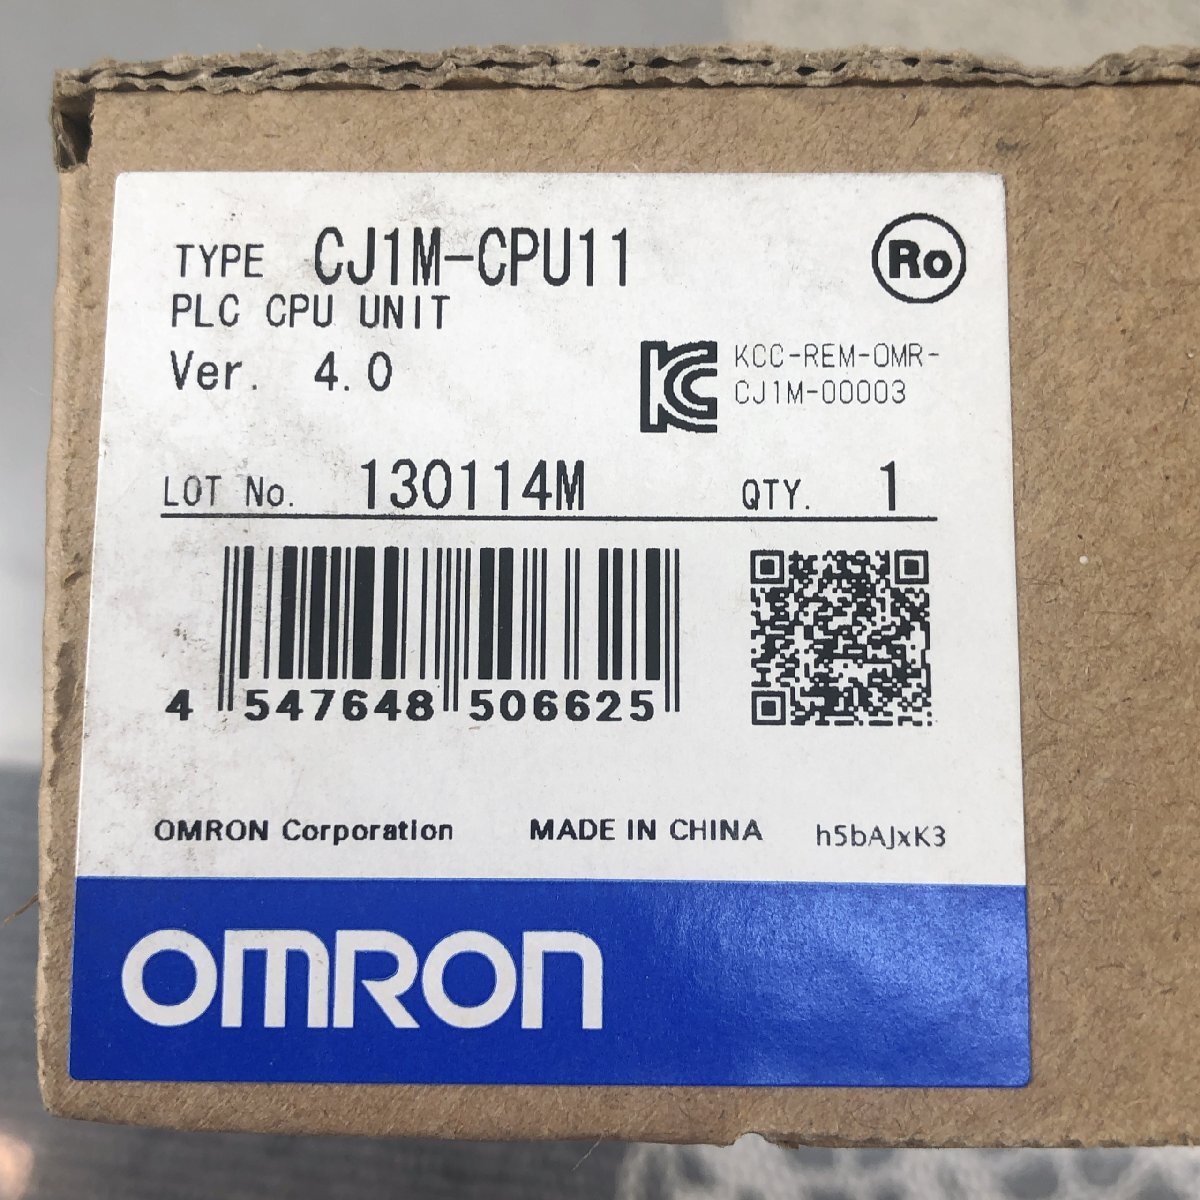 TYPE CJ1M-CPU11
Ro
PLC CPU UNIT
Ver. 4.0
KC
KCC-REM-OMR-
CJ1M-00003
LOT No. 130114M QTY. 1
4 547648 506625
OMRON Corporation MADE IN CHINA h5bAJxK3
OMRON